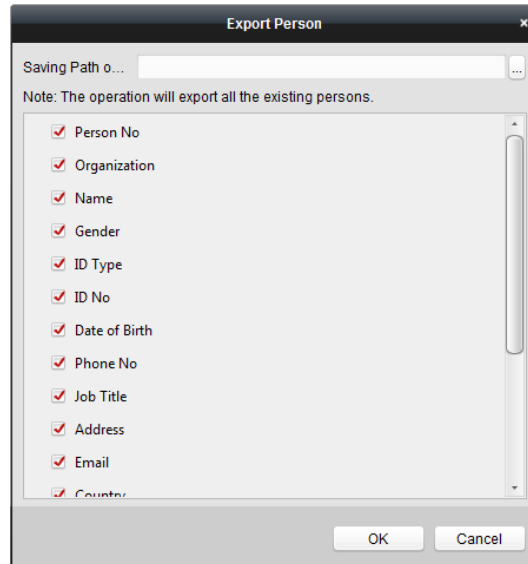 Export Person
Saving Path o...
...
Note: The operation will export all the existing persons.
Person No
Organization
Name
Gender
ID Type
ID No
Date of Birth
Phone No
Job Title
Address
Email
Country
OK Cancel